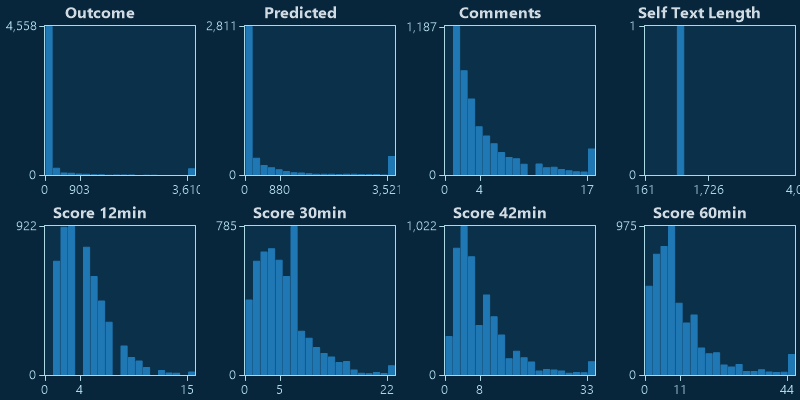 Outcome Predicted Comments Self Text Length
4,558 2,811 1,187 1
0 0 0 0
0 903 3,610 0 880 3,521 0 4 17 161 1,726 4,0
Score 12min Score 30min Score 42min Score 60min
922 785 1,022 975
0 0 0 0
0 4 15 0 5 22 0 8 33 0 11 44